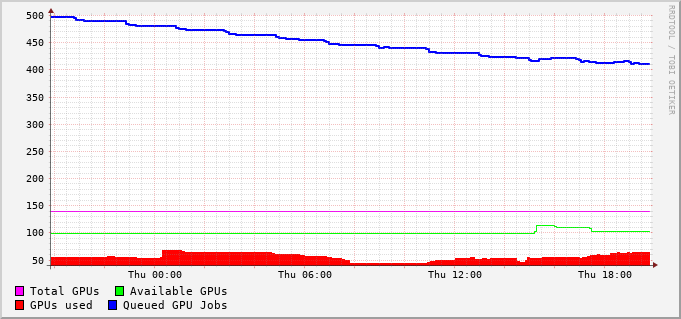 500
450
400
350
300
250
200
150
100
50
Thu 00:00 Thu 06:00 Thu 12:00 Thu 18:00
Total GPUs Available GPUs
GPUs used Queued GPU Jobs
RRDTOOL / TOBI OETIKER